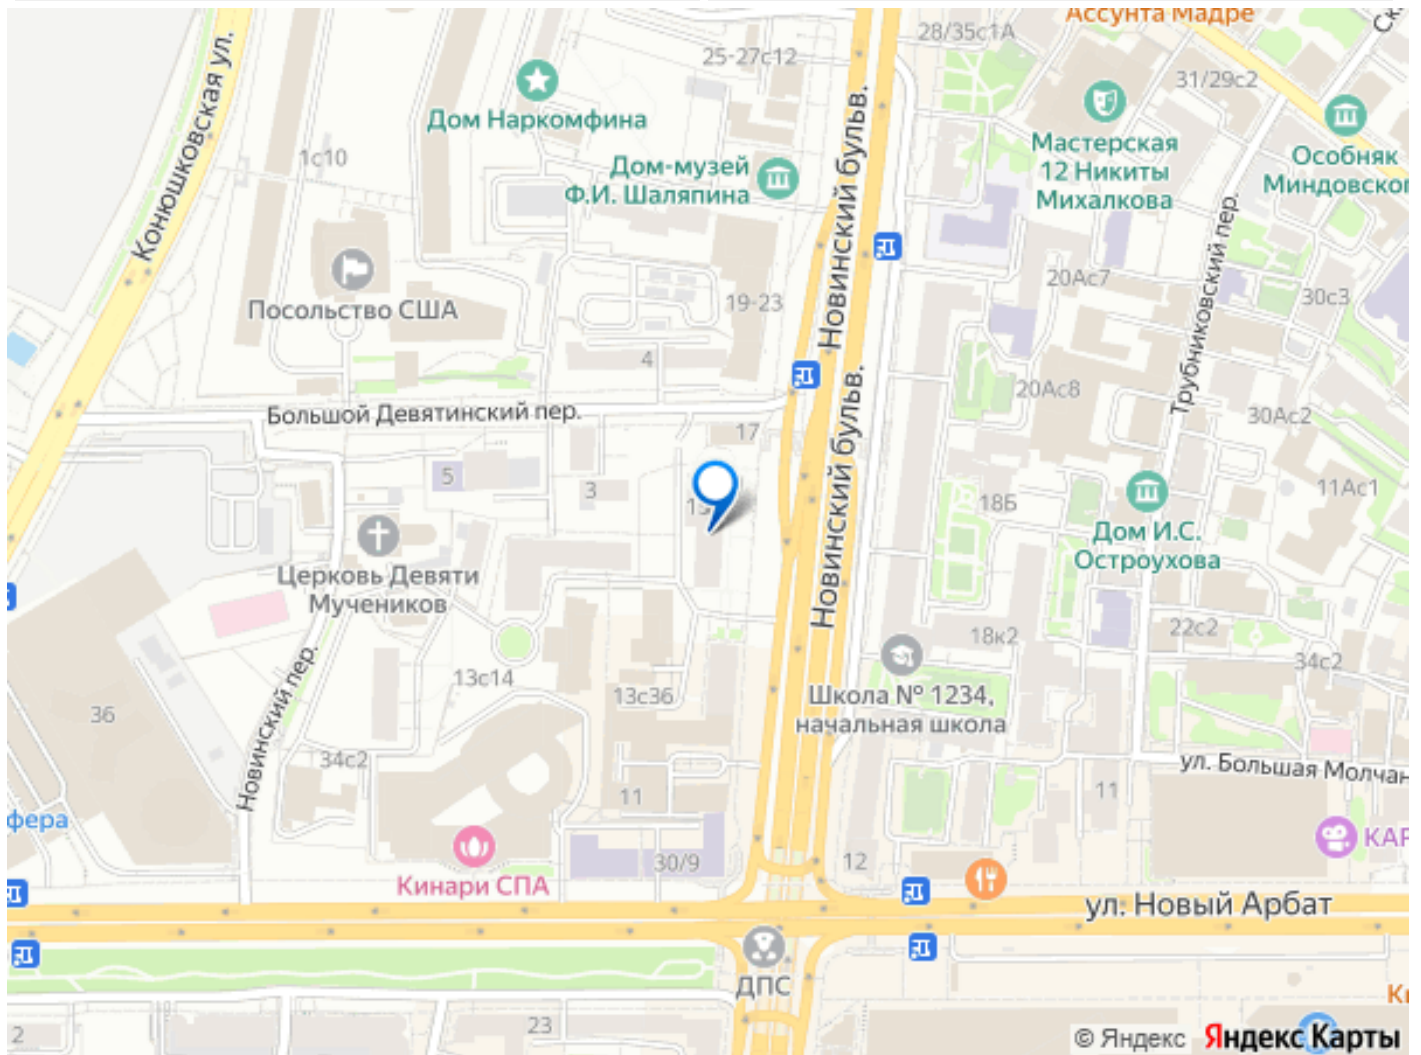 Ассунта Мадре
28/35с1А
25-27с12
31/29с2
Конюшковская ул.
Дом Наркомфина
1с10
Мастерская
12 Никиты
Михалкова
Особняк
Миндовског
Дом-музей
Ф.И. Шаляпина
Новинский бульв.
Трубниковский пер.
20Ас7
30с3
Посольство США
19-23
4
20Ас8
30Ас2
Большой Девятинский пер.
17
Новинский бульв.
5
3
18Б
11Ас1
Дом И.С.
Остроухова
Церковь Девяти
Мучеников
22с2
18к2
34с2
13с14
13с36
Школа № 1234,
начальная школа
36
Новинский пер.
34с2
ул. Большая Молчан
11
11
фера
КАР
30/9
12
Кинари СПА
ул. Новый Арбат
ДПС
23
2
© Яндекс Яндекс Карты